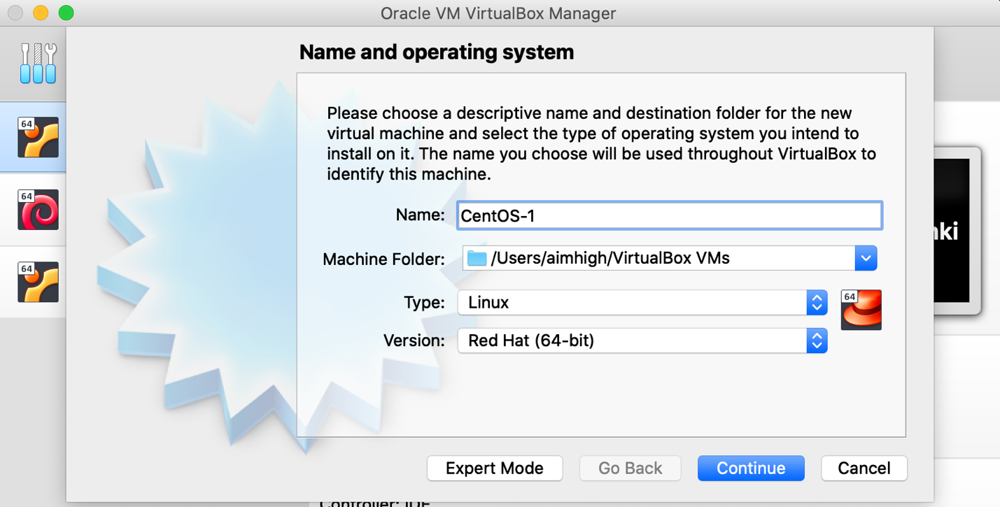 Oracle VM VirtualBox Manager
Name and operating system
Please choose a descriptive name and destination folder for the new
virtual machine and select the type of operating system you intend to
install on it. The name you choose will be used throughout VirtualBox to
identify this machine.
Name: CentOS-1
Machine Folder: /Users/aimhigh/VirtualBox VMs
Type: Linux
64
Version: Red Hat (64-bit)
Expert Mode Go Back Continue Cancel
64
64
64
nki
Controller: IDE